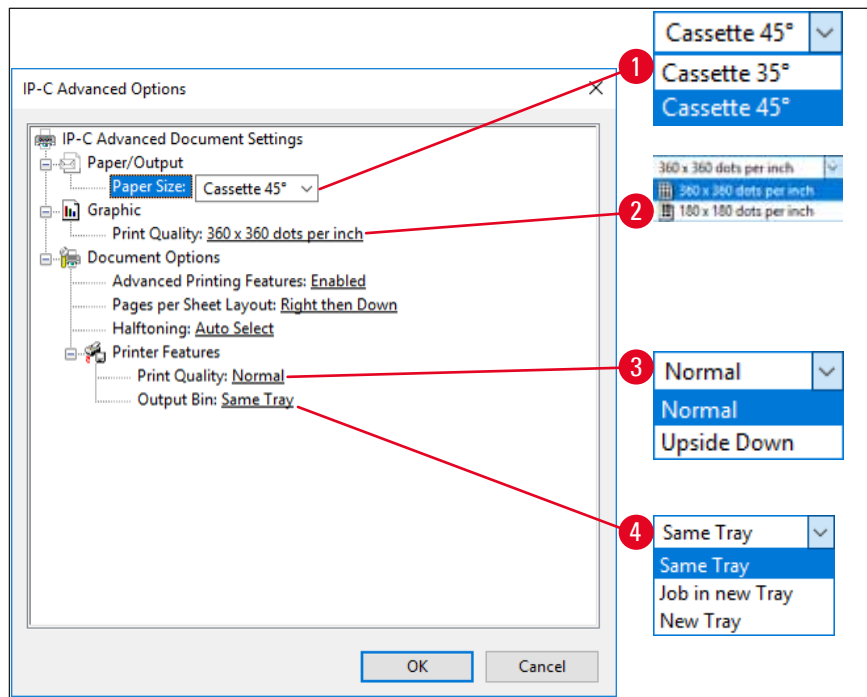 IP-C Advanced Options
IP-C Advanced Document Settings
Paper/Output
Paper Size: Cassette 45°
Graphic
Print Quality: 360 x 360 dots per inch
Document Options
Advanced Printing Features: Enabled
Pages per Sheet Layout: Right then Down
Halftoning: Auto Select
Printer Features
Print Quality: Normal
Output Bin: Same Tray
OK Cancel
1
Cassette 45°
Cassette 35°
Cassette 45°
2
360 x 360 dots per inch
360 x 360 dots per inch
180 x 180 dots per inch
3
Normal
Normal
Upside Down
4
Same Tray
Same Tray
Job in new Tray
New Tray